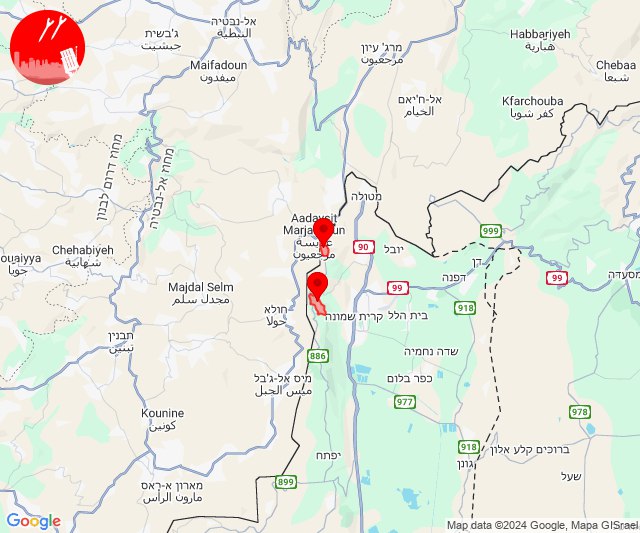 אל-נבטיה
النبطية
ג'בשית
جبشيت
Maifadoun
ميفدون
מרג' עיון
مرجعيون
Habbariyeh
هبارية
Chebaa
شبعا
אל-ח'יאם
الخيام
Kfarchouba
كفر شوبا
מחוז דרום לבנון
מחוז אל-נבטיה
מטולה
999
90
יובל
Chehabiyeh
شهابية
ouaiyya
جويا
Majdal Selm
مجدل سلم
חולא
حولا
דן
דפנה
99
99
מסעדה
918
קרית שמונה
בית הלל
תבנין
تبنين
886
שדה נחמיה
מיס אל-ג'בל
ميس الجبل
כפר בלום
977
978
Kounine
كونين
918
ברוכים קלע אלון
גונן
יפתח
899
שעל
מארון א-ראס
مارون الراس
Google
Map data ©2024 Google, Mapa GISrael